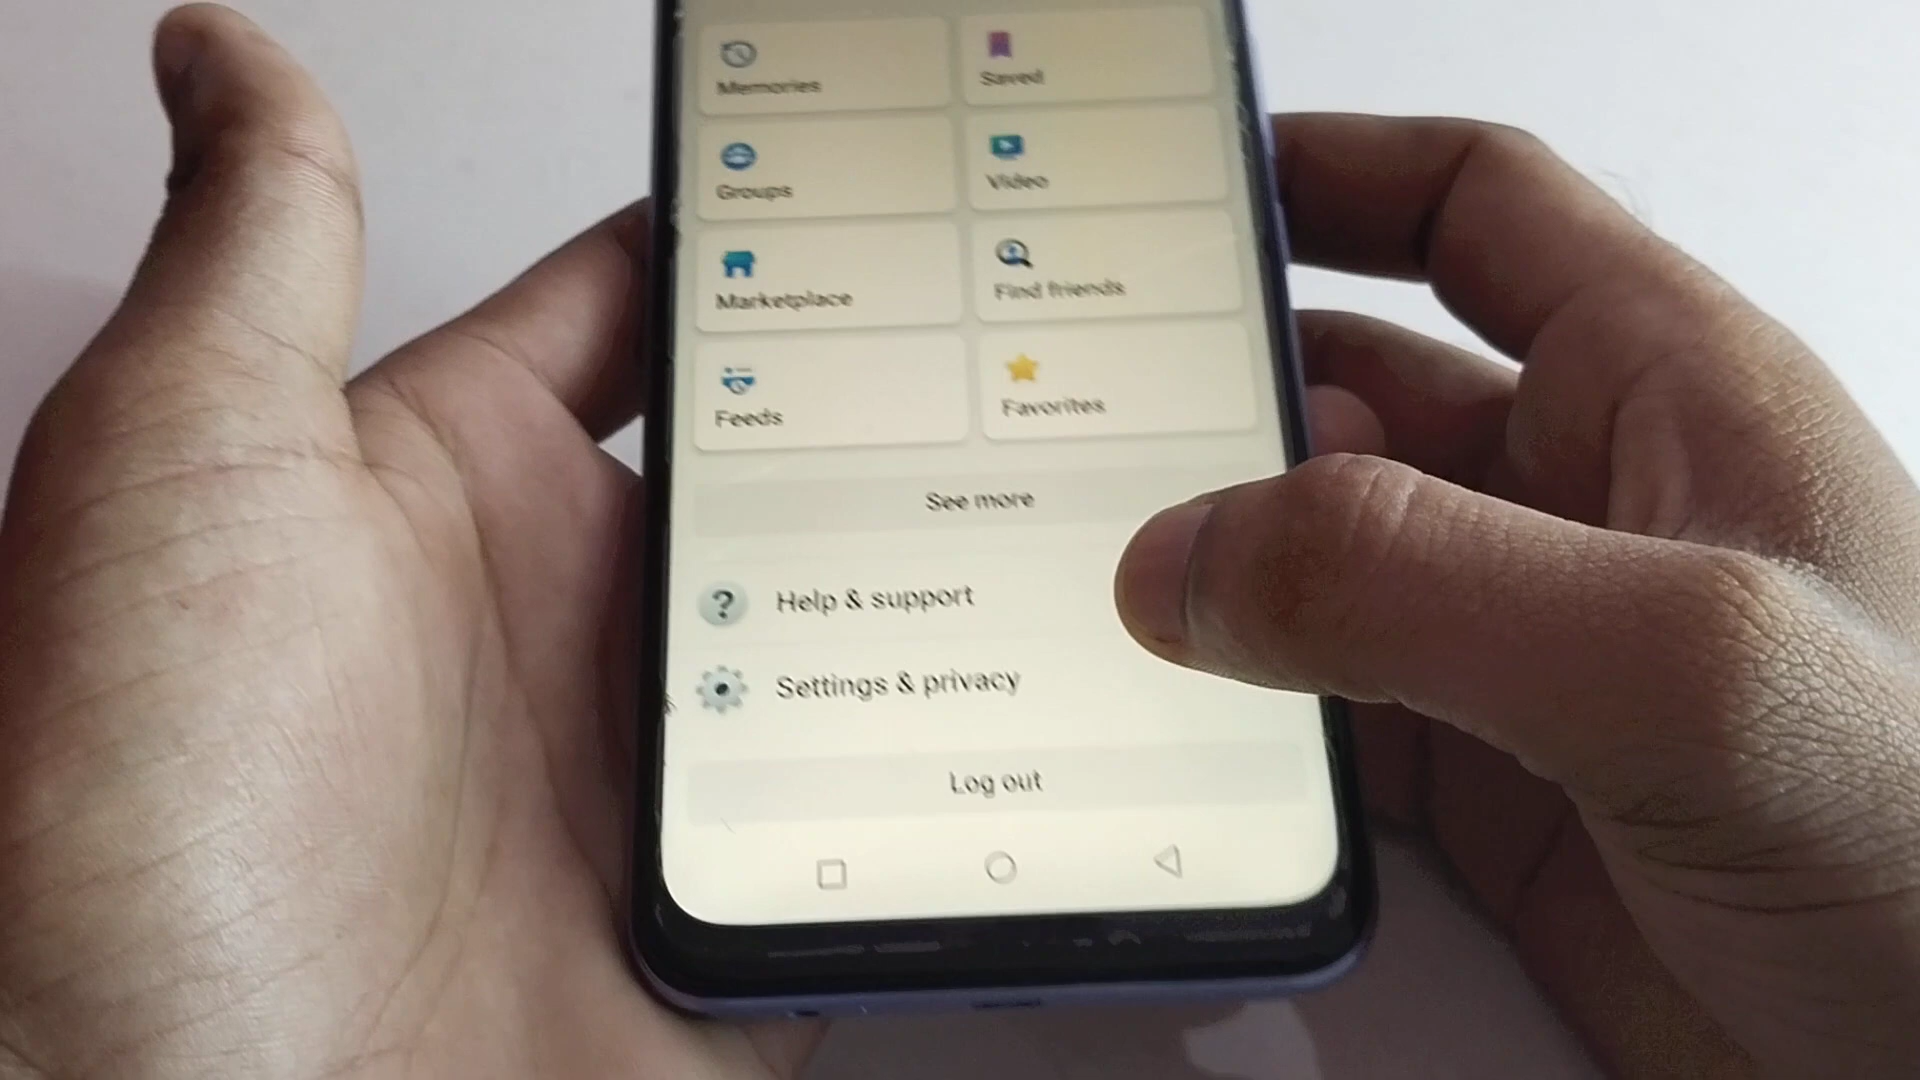 Memories
Saved
Groups
Video
Marketplace
Find friends
Feeds
Favorites
See more
? Help & support
Settings & privacy
Log out